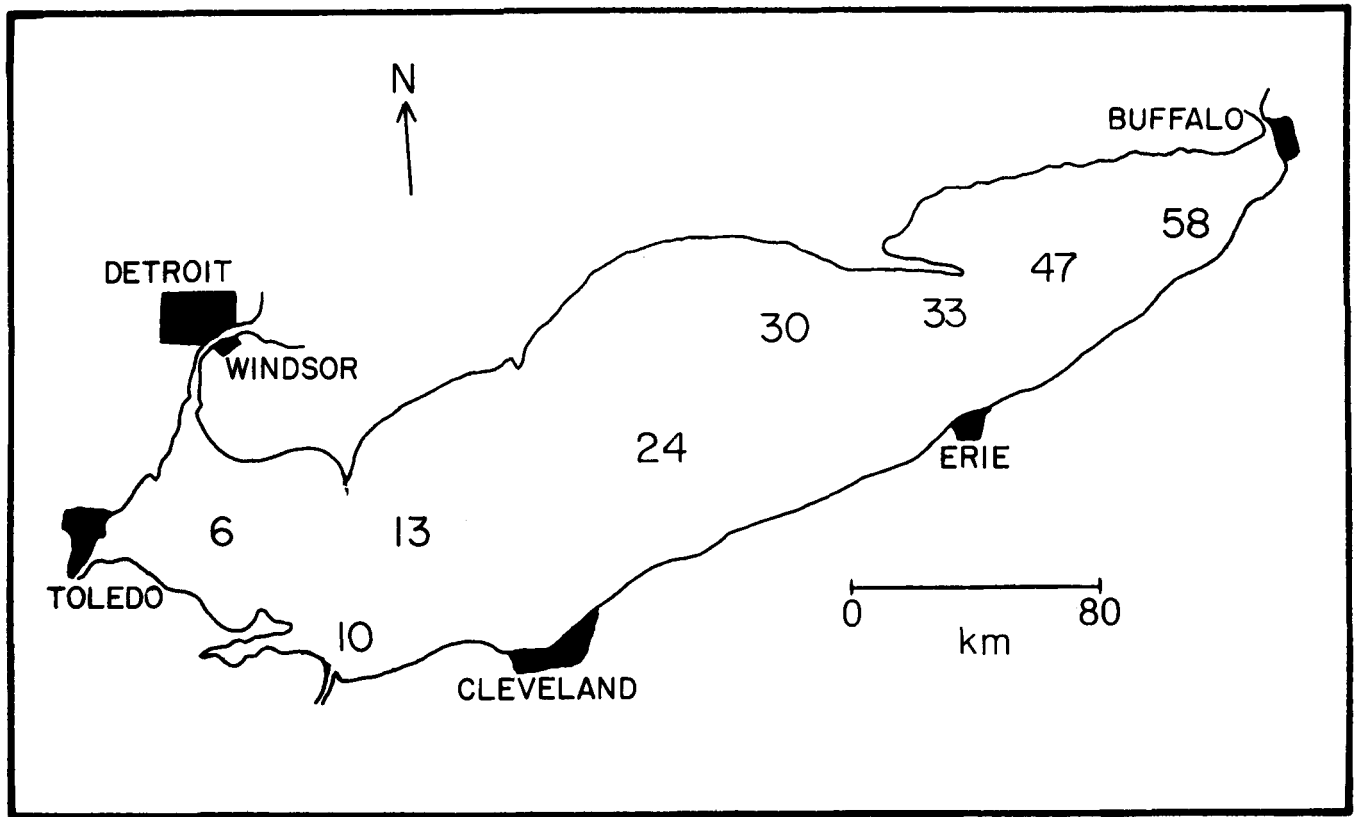 N
BUFFALO
58
47
DETROIT
33
30
WINDSOR
24
ERIE
6
13
TOLEDO
0 80
km
10
CLEVELAND